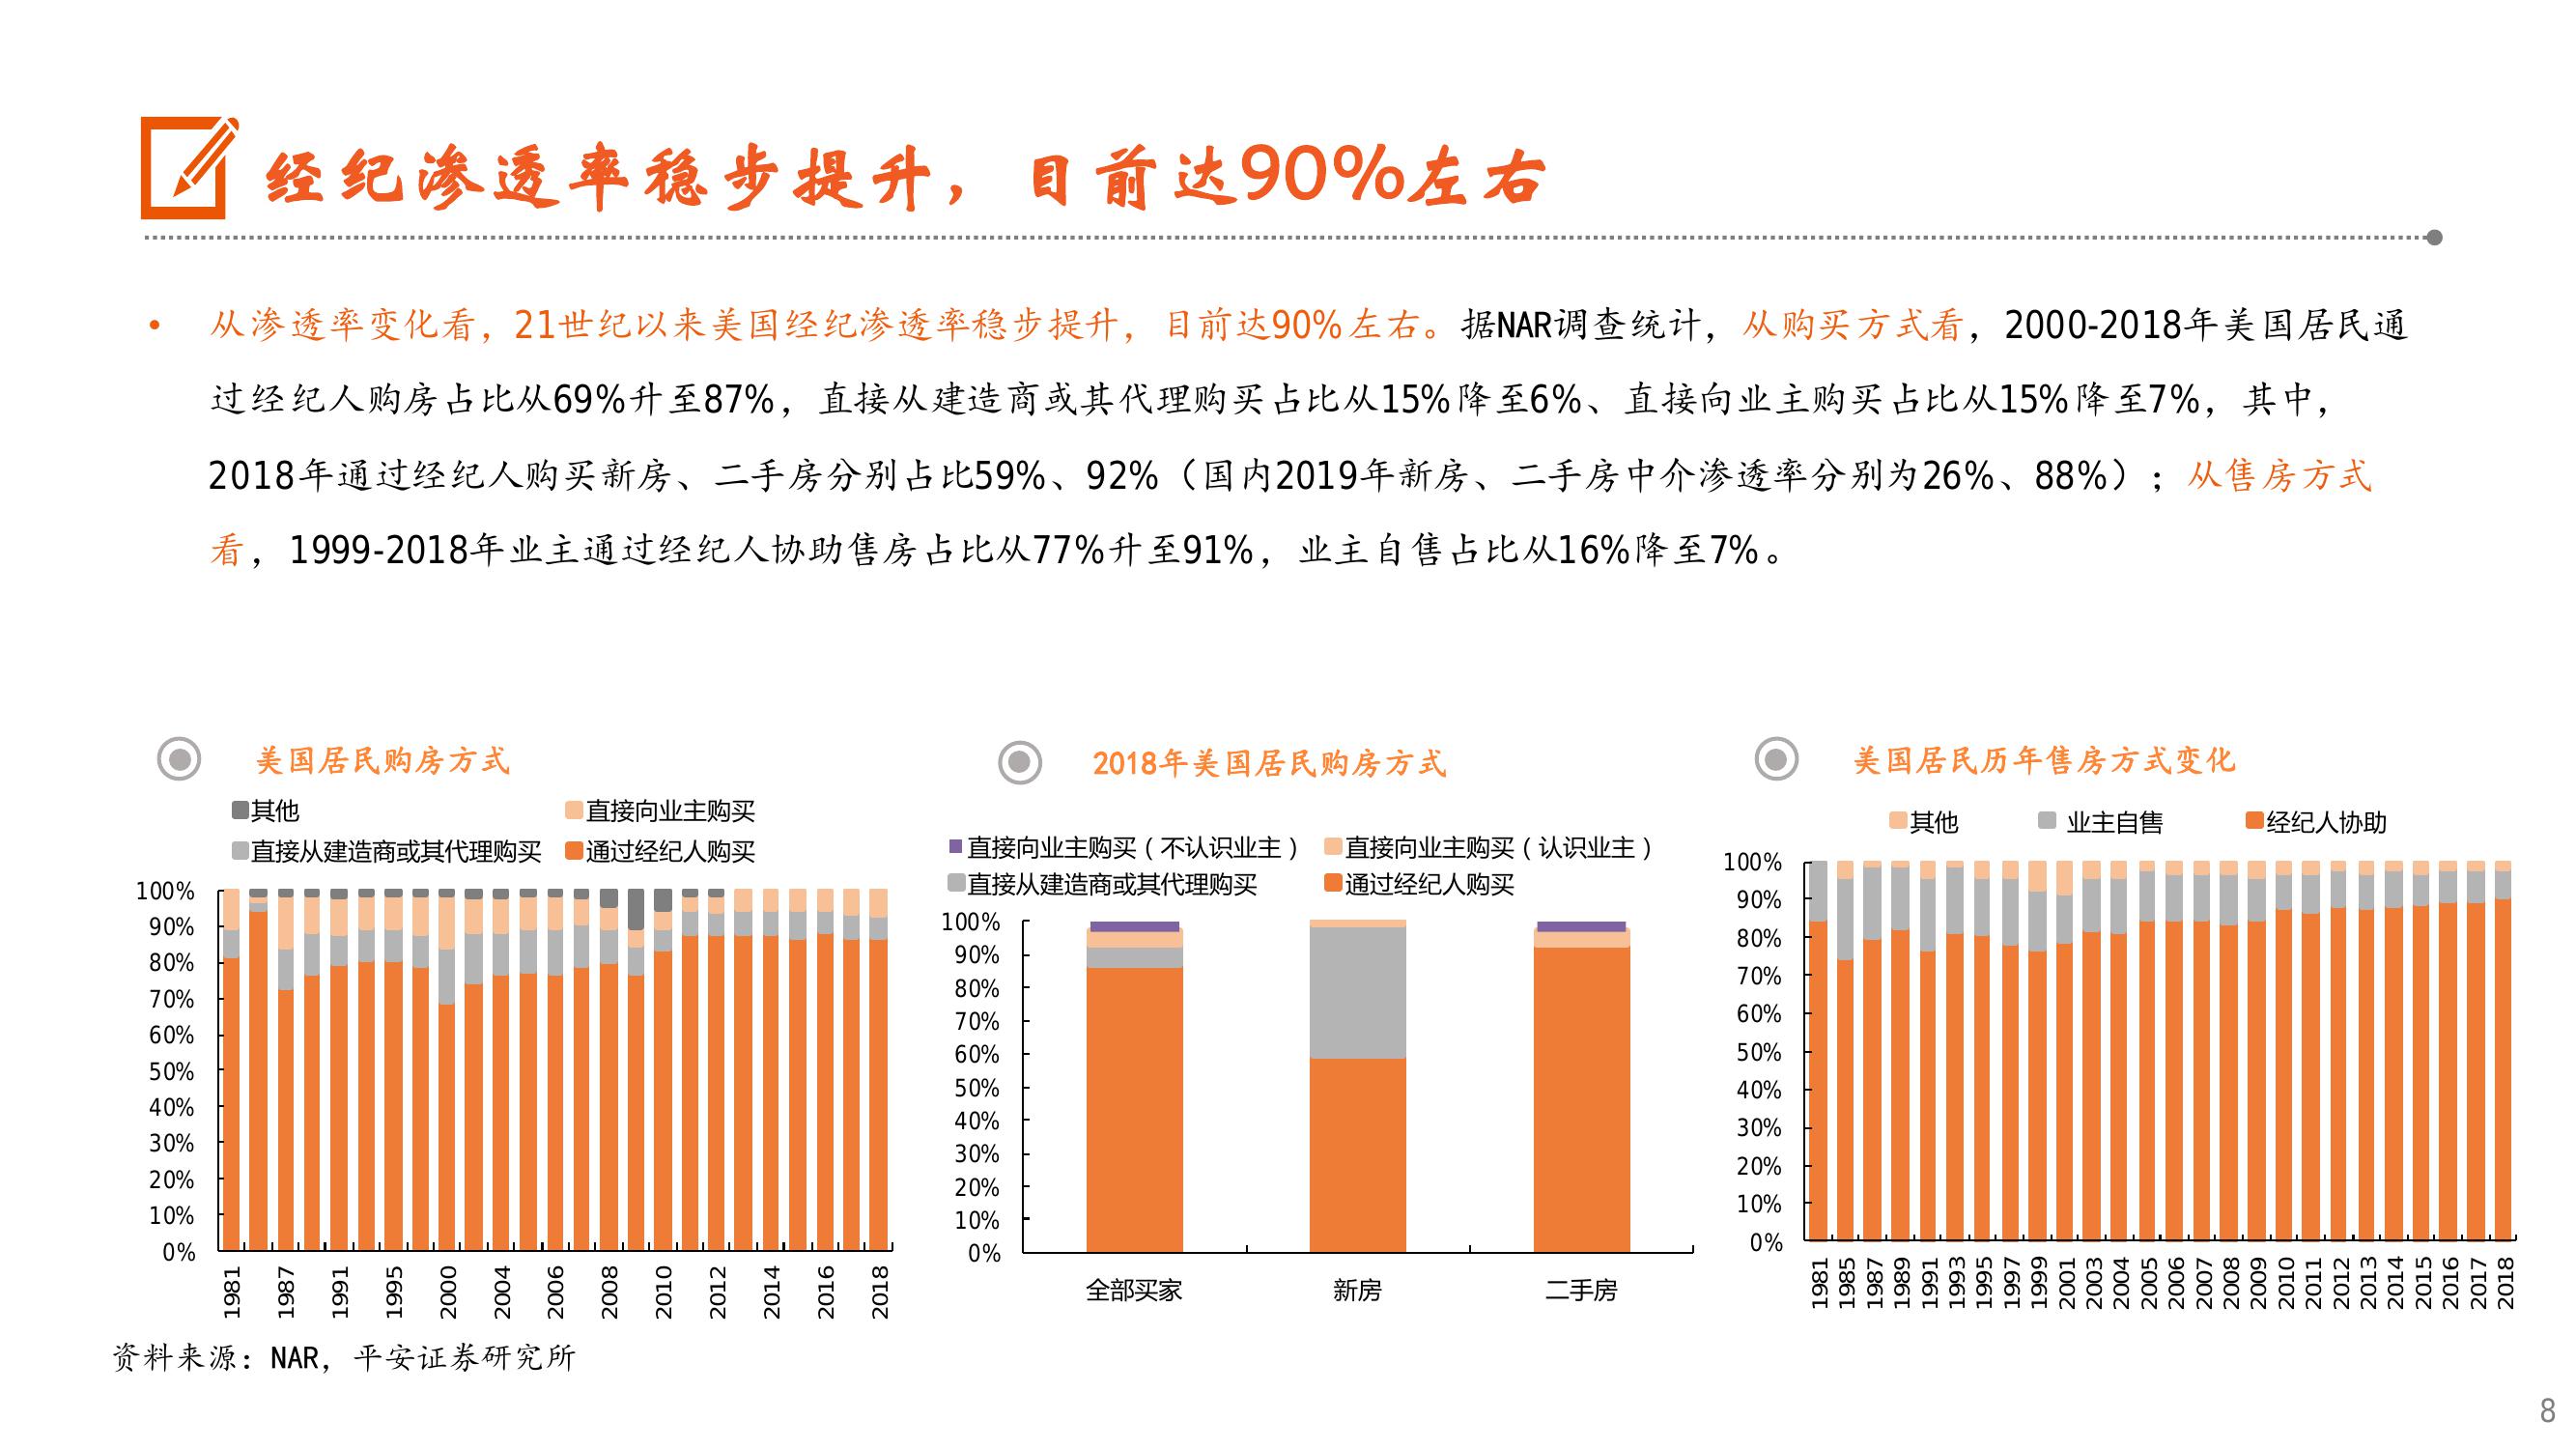 经纪渗透率稳步提升，目前达90%左右
• 从渗透率变化看，21世纪以来美国经纪渗透率稳步提升，目前达90%左右。据NAR调查统计，从购买方式看，2000-2018年美国居民通
过经纪人购房占比从69%升至87%，直接从建造商或其代理购买占比从15%降至6%、直接向业主购买占比从15%降至7%，其中，
2018年通过经纪人购买新房、二手房分别占比59%、92%（国内2019年新房、二手房中介渗透率分别为26%、88%）；从售房方式
看，1999-2018年业主通过经纪人协助售房占比从77%升至91%，业主自售占比从16%降至7%。
美国居民购房方式
其他 直接向业主购买
直接从建造商或其代理购买 通过经纪人购买
100%
90%
80%
70%
60%
50%
40%
30%
20%
10%
0%
1981 1987 1991 1995 2000 2004 2006 2008 2010 2012 2014 2016 2018
2018年美国居民购房方式
直接向业主购买（不认识业主） 直接向业主购买（认识业主）
直接从建造商或其代理购买 通过经纪人购买
100%
90%
80%
70%
60%
50%
40%
30%
20%
10%
0%
全部买家 新房 二手房
美国居民历年售房方式变化
其他 业主自售 经纪人协助
100%
90%
80%
70%
60%
50%
40%
30%
20%
10%
0%
1981 1985 1987 1989 1991 1993 1995 1997 1999 2001 2003 2004 2005 2006 2007 2008 2009 2010 2011 2012 2013 2014 2015 2016 2017 2018
资料来源：NAR，平安证券研究所
8